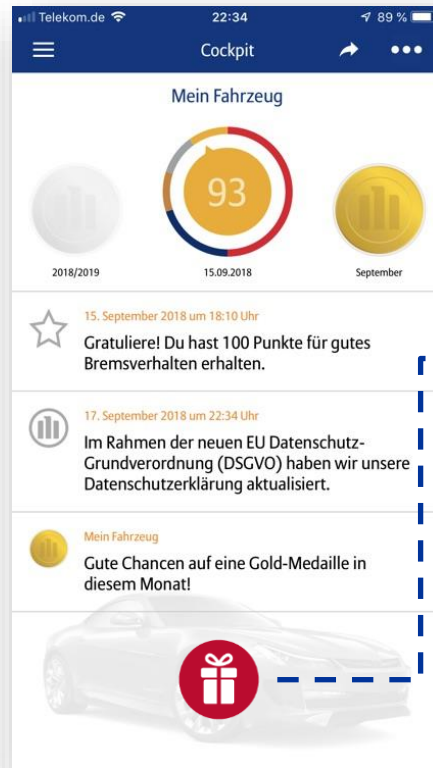 Telekom.de 22:34 89 %
Cockpit
Mein Fahrzeug
93
2018/2019 15.09.2018 September
15. September 2018 um 18:10 Uhr
Gratuliere! Du hast 100 Punkte für gutes
Bremsverhalten erhalten.
17. September 2018 um 22:34 Uhr
Im Rahmen der neuen EU Datenschutz-
Grundverordnung (DSGVO) haben wir unsere
Datenschutzerklärung aktualisiert.
Mein Fahrzeug
Gute Chancen auf eine Gold-Medaille in
diesem Monat!